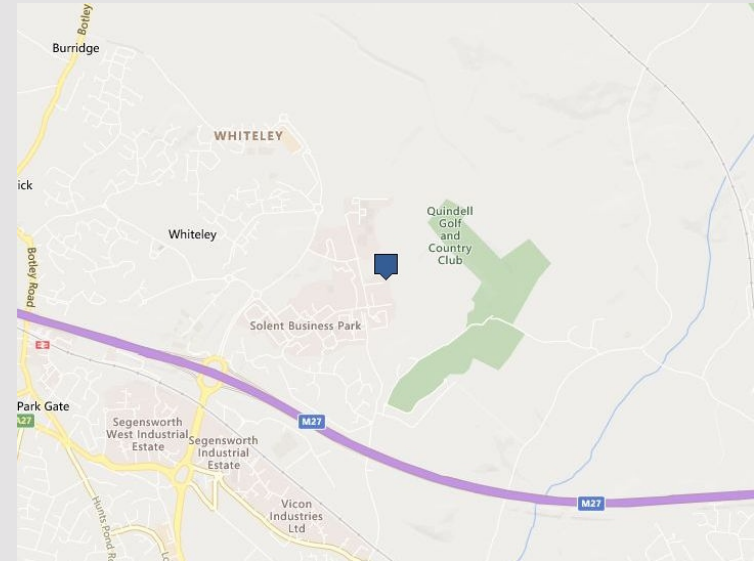 Botley
Burridge
WHITELEY
ick
Quindell
Golf
and
Country
Club
Whiteley
Botley Road
Solent Business Park
Park Gate
A27
M27
Segensworth
West Industrial
Estate
Segensworth
Industrial
Estate
M27
Vicon
Industries
Ltd
Hunts Pond R